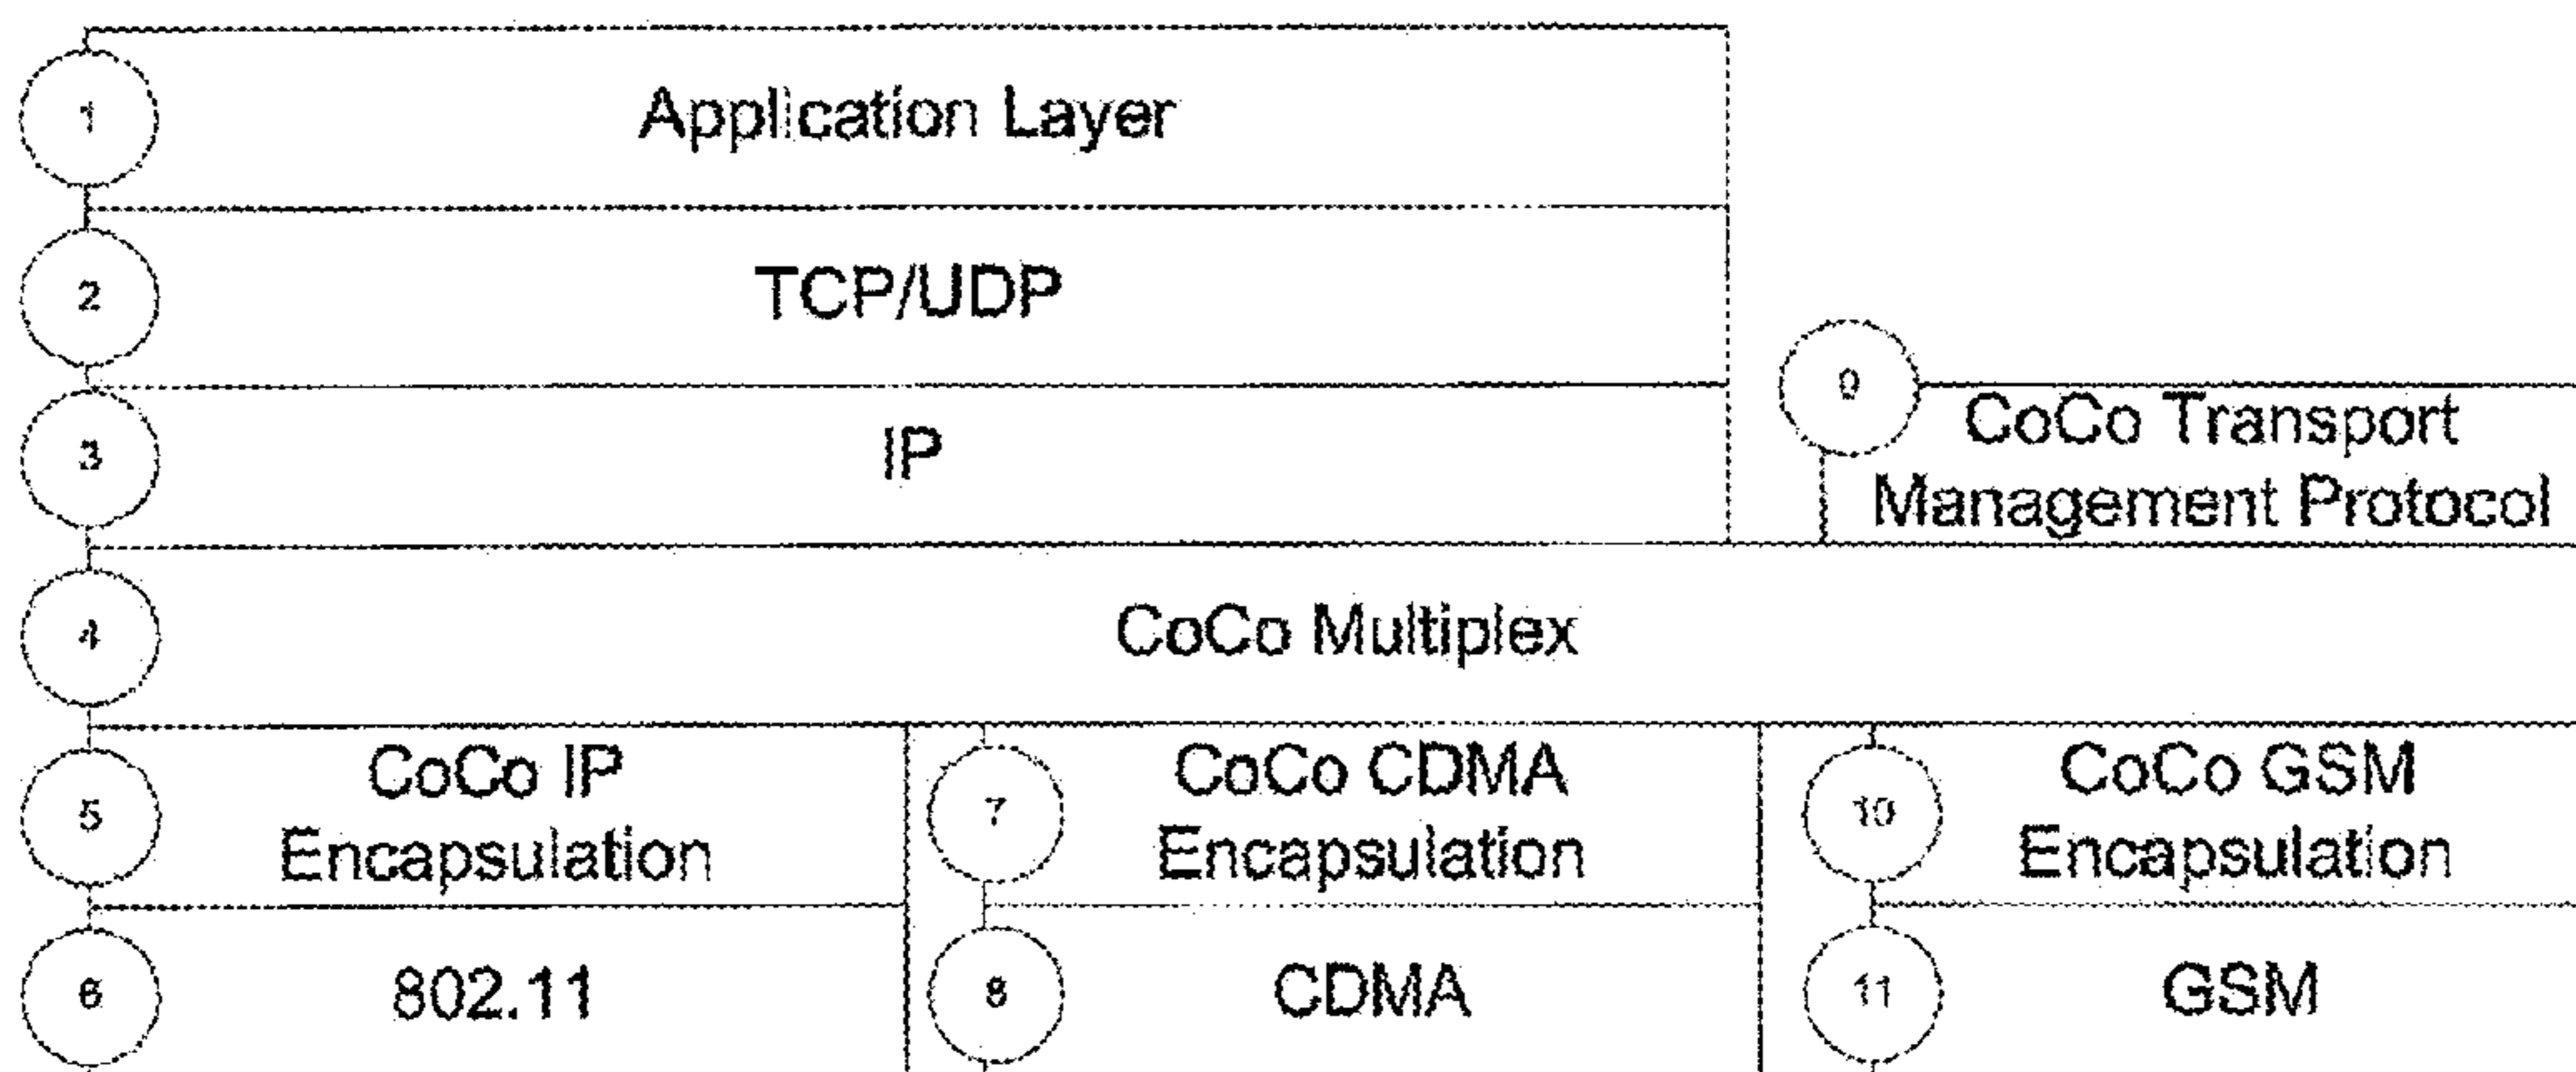 1
Application Layer
2
TCP/UDP
3
IP
0
CoCo Transport
Management Protocol
4
CoCo Multiplex
5
CoCo IP
Encapsulation
7
CoCo CDMA
Encapsulation
10
CoCo GSM
Encapsulation
6
802.11
8
CDMA
11
GSM